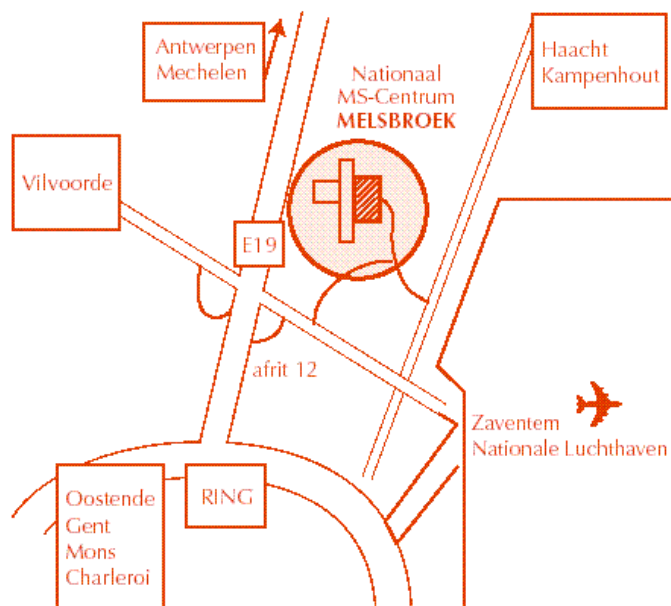 Antwerpen
Mechelen
Haacht
Kampenhout
Nationaal
MS-Centrum
MELSBROEK
Vilvoorde
E19
afrit 12
Zaventem
Nationale Luchthaven
Oostende
Gent
Mons
Charleroi
RING